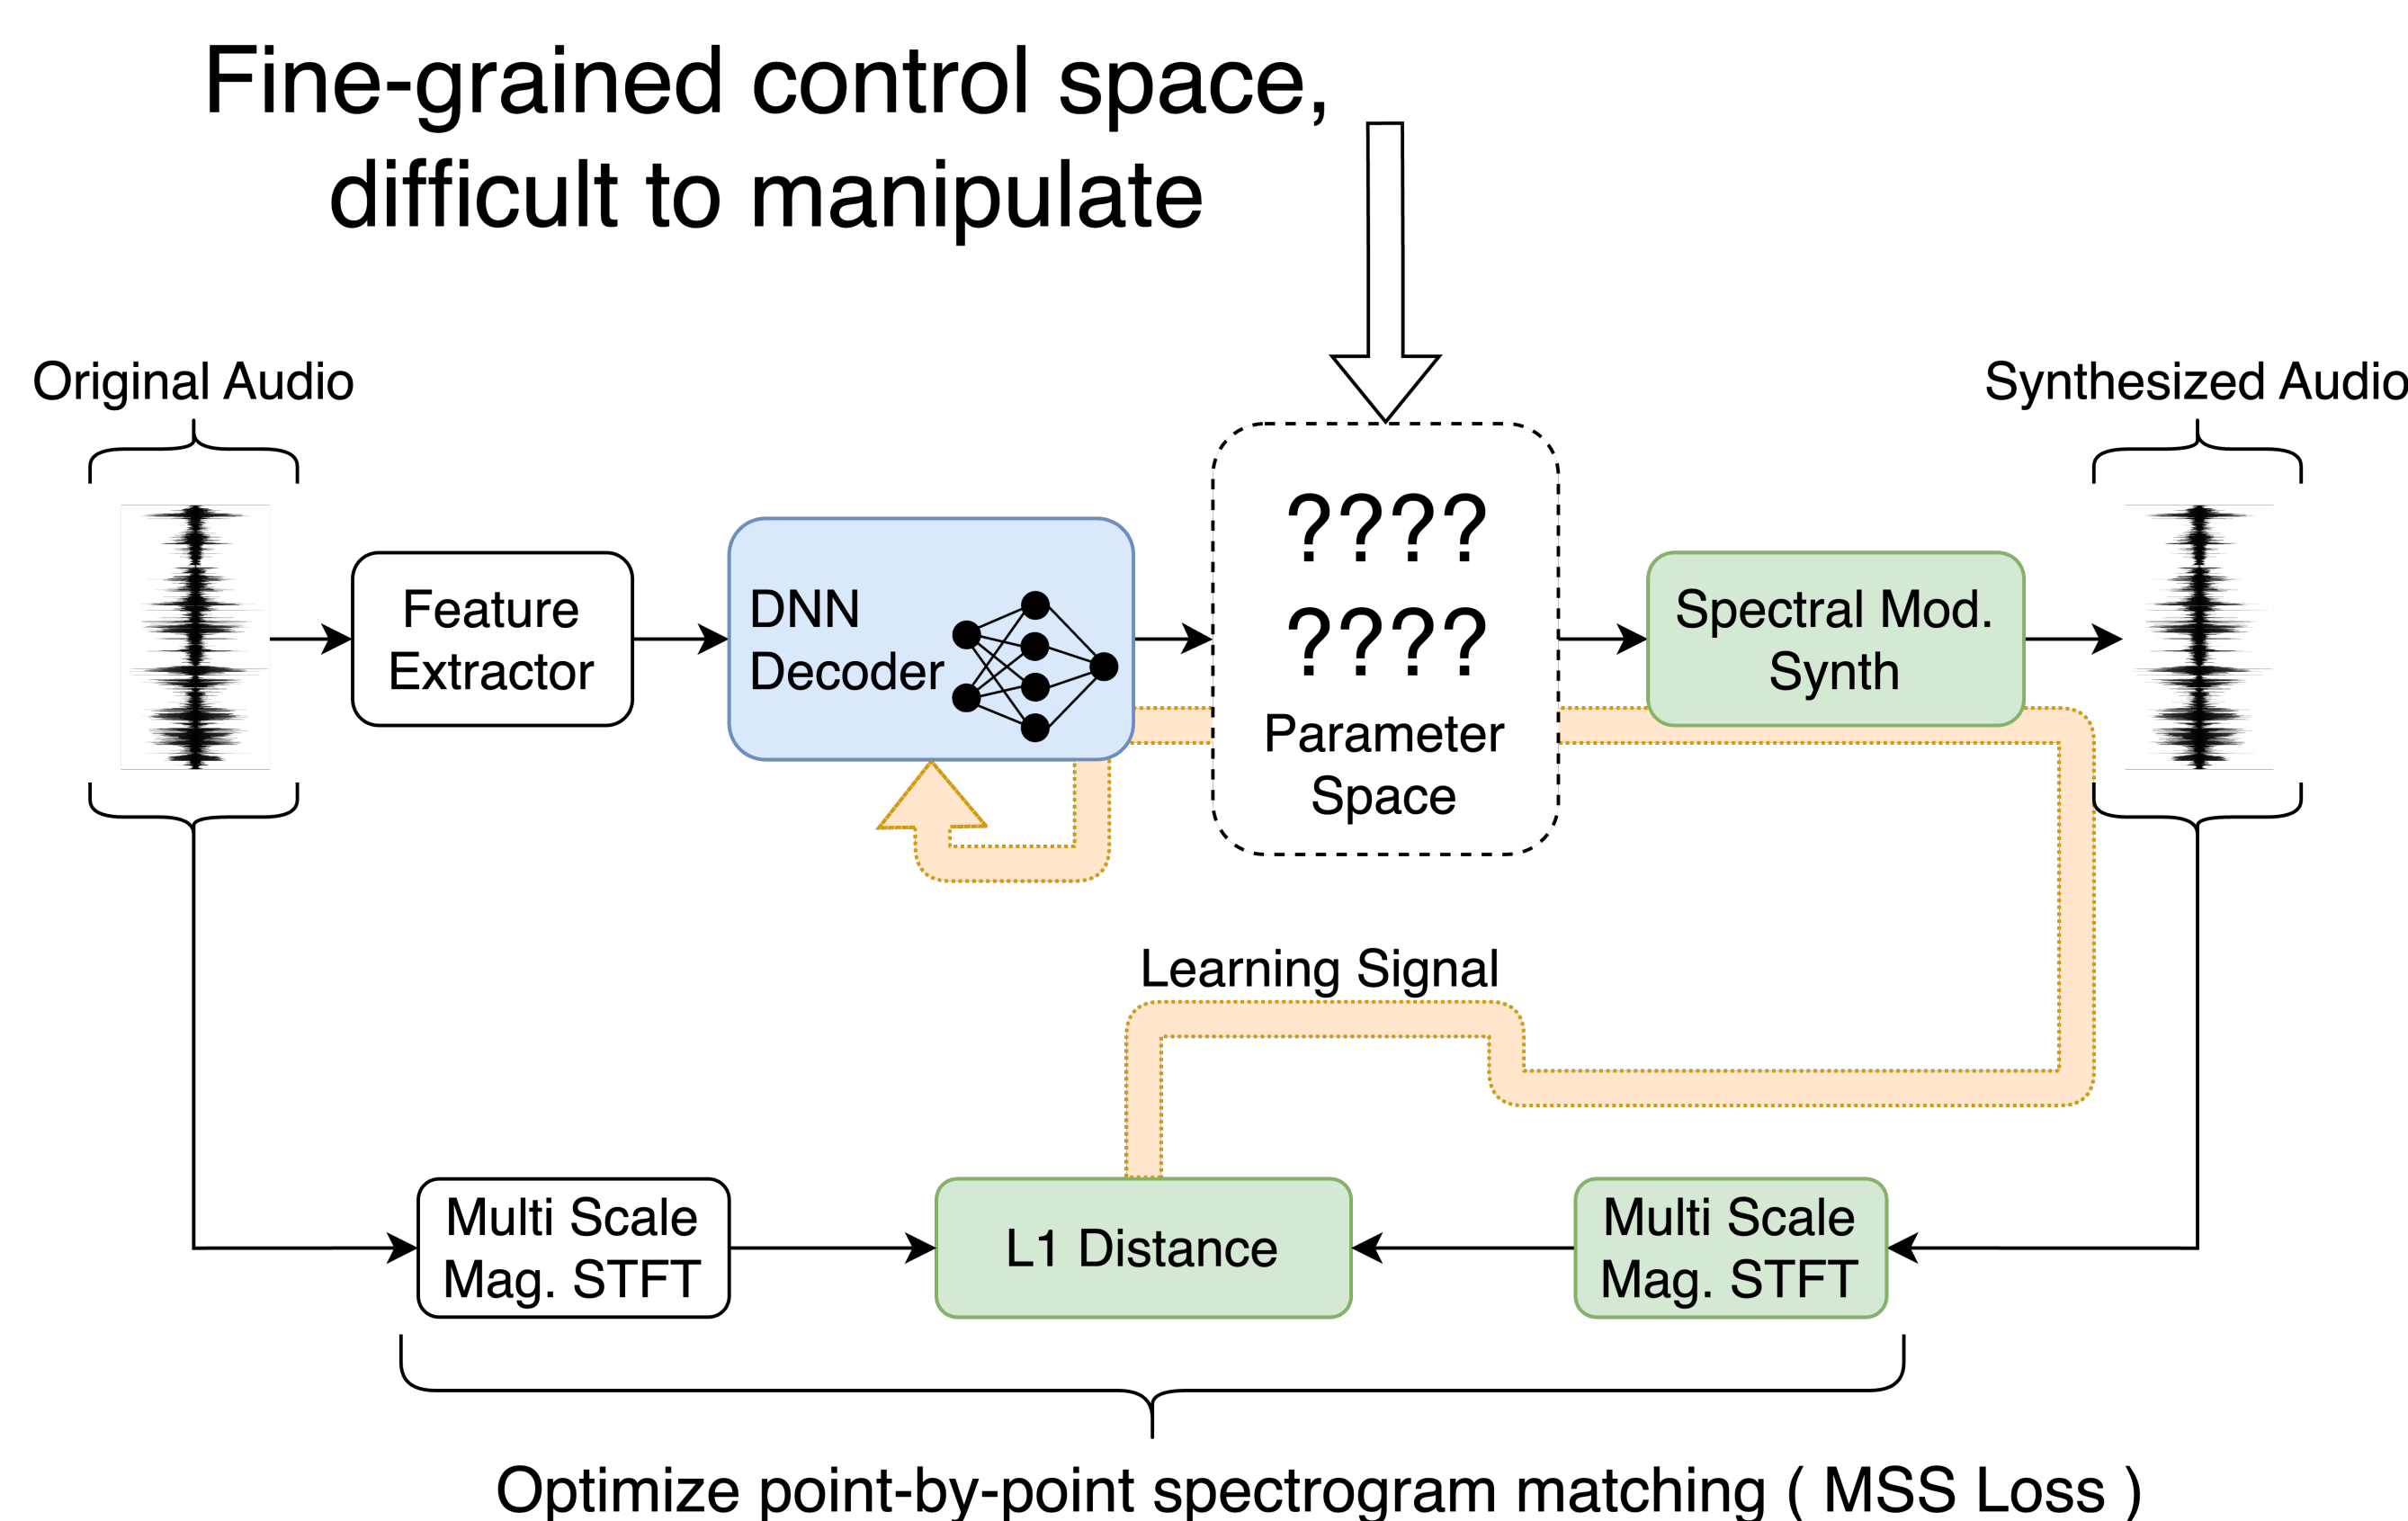 Fine-grained control space,
difficult to manipulate
Original Audio
Synthesized Audio
Feature
Extractor
DNN
Decoder
????
????
Parameter
Space
Spectral Mod.
Synth
Learning Signal
Multi Scale
Mag. STFT
L1 Distance
Multi Scale
Mag. STFT
Optimize point-by-point spectrogram matching ( MSS Loss )